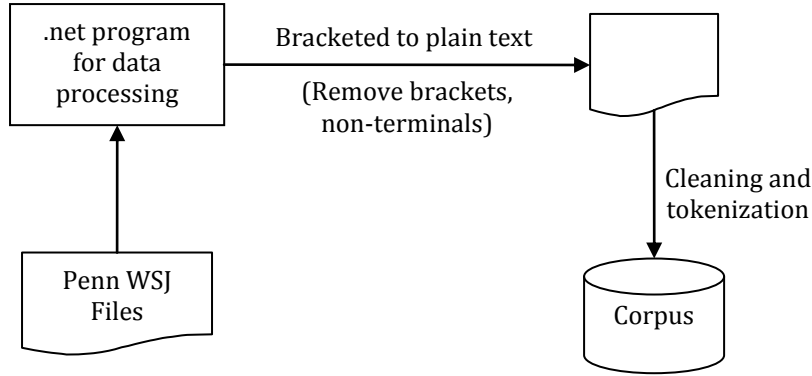 .net program
for data
processing
Bracketed to plain text
(Remove brackets,
non-terminals)
Cleaning and
tokenization
Penn WSJ
Files
Corpus